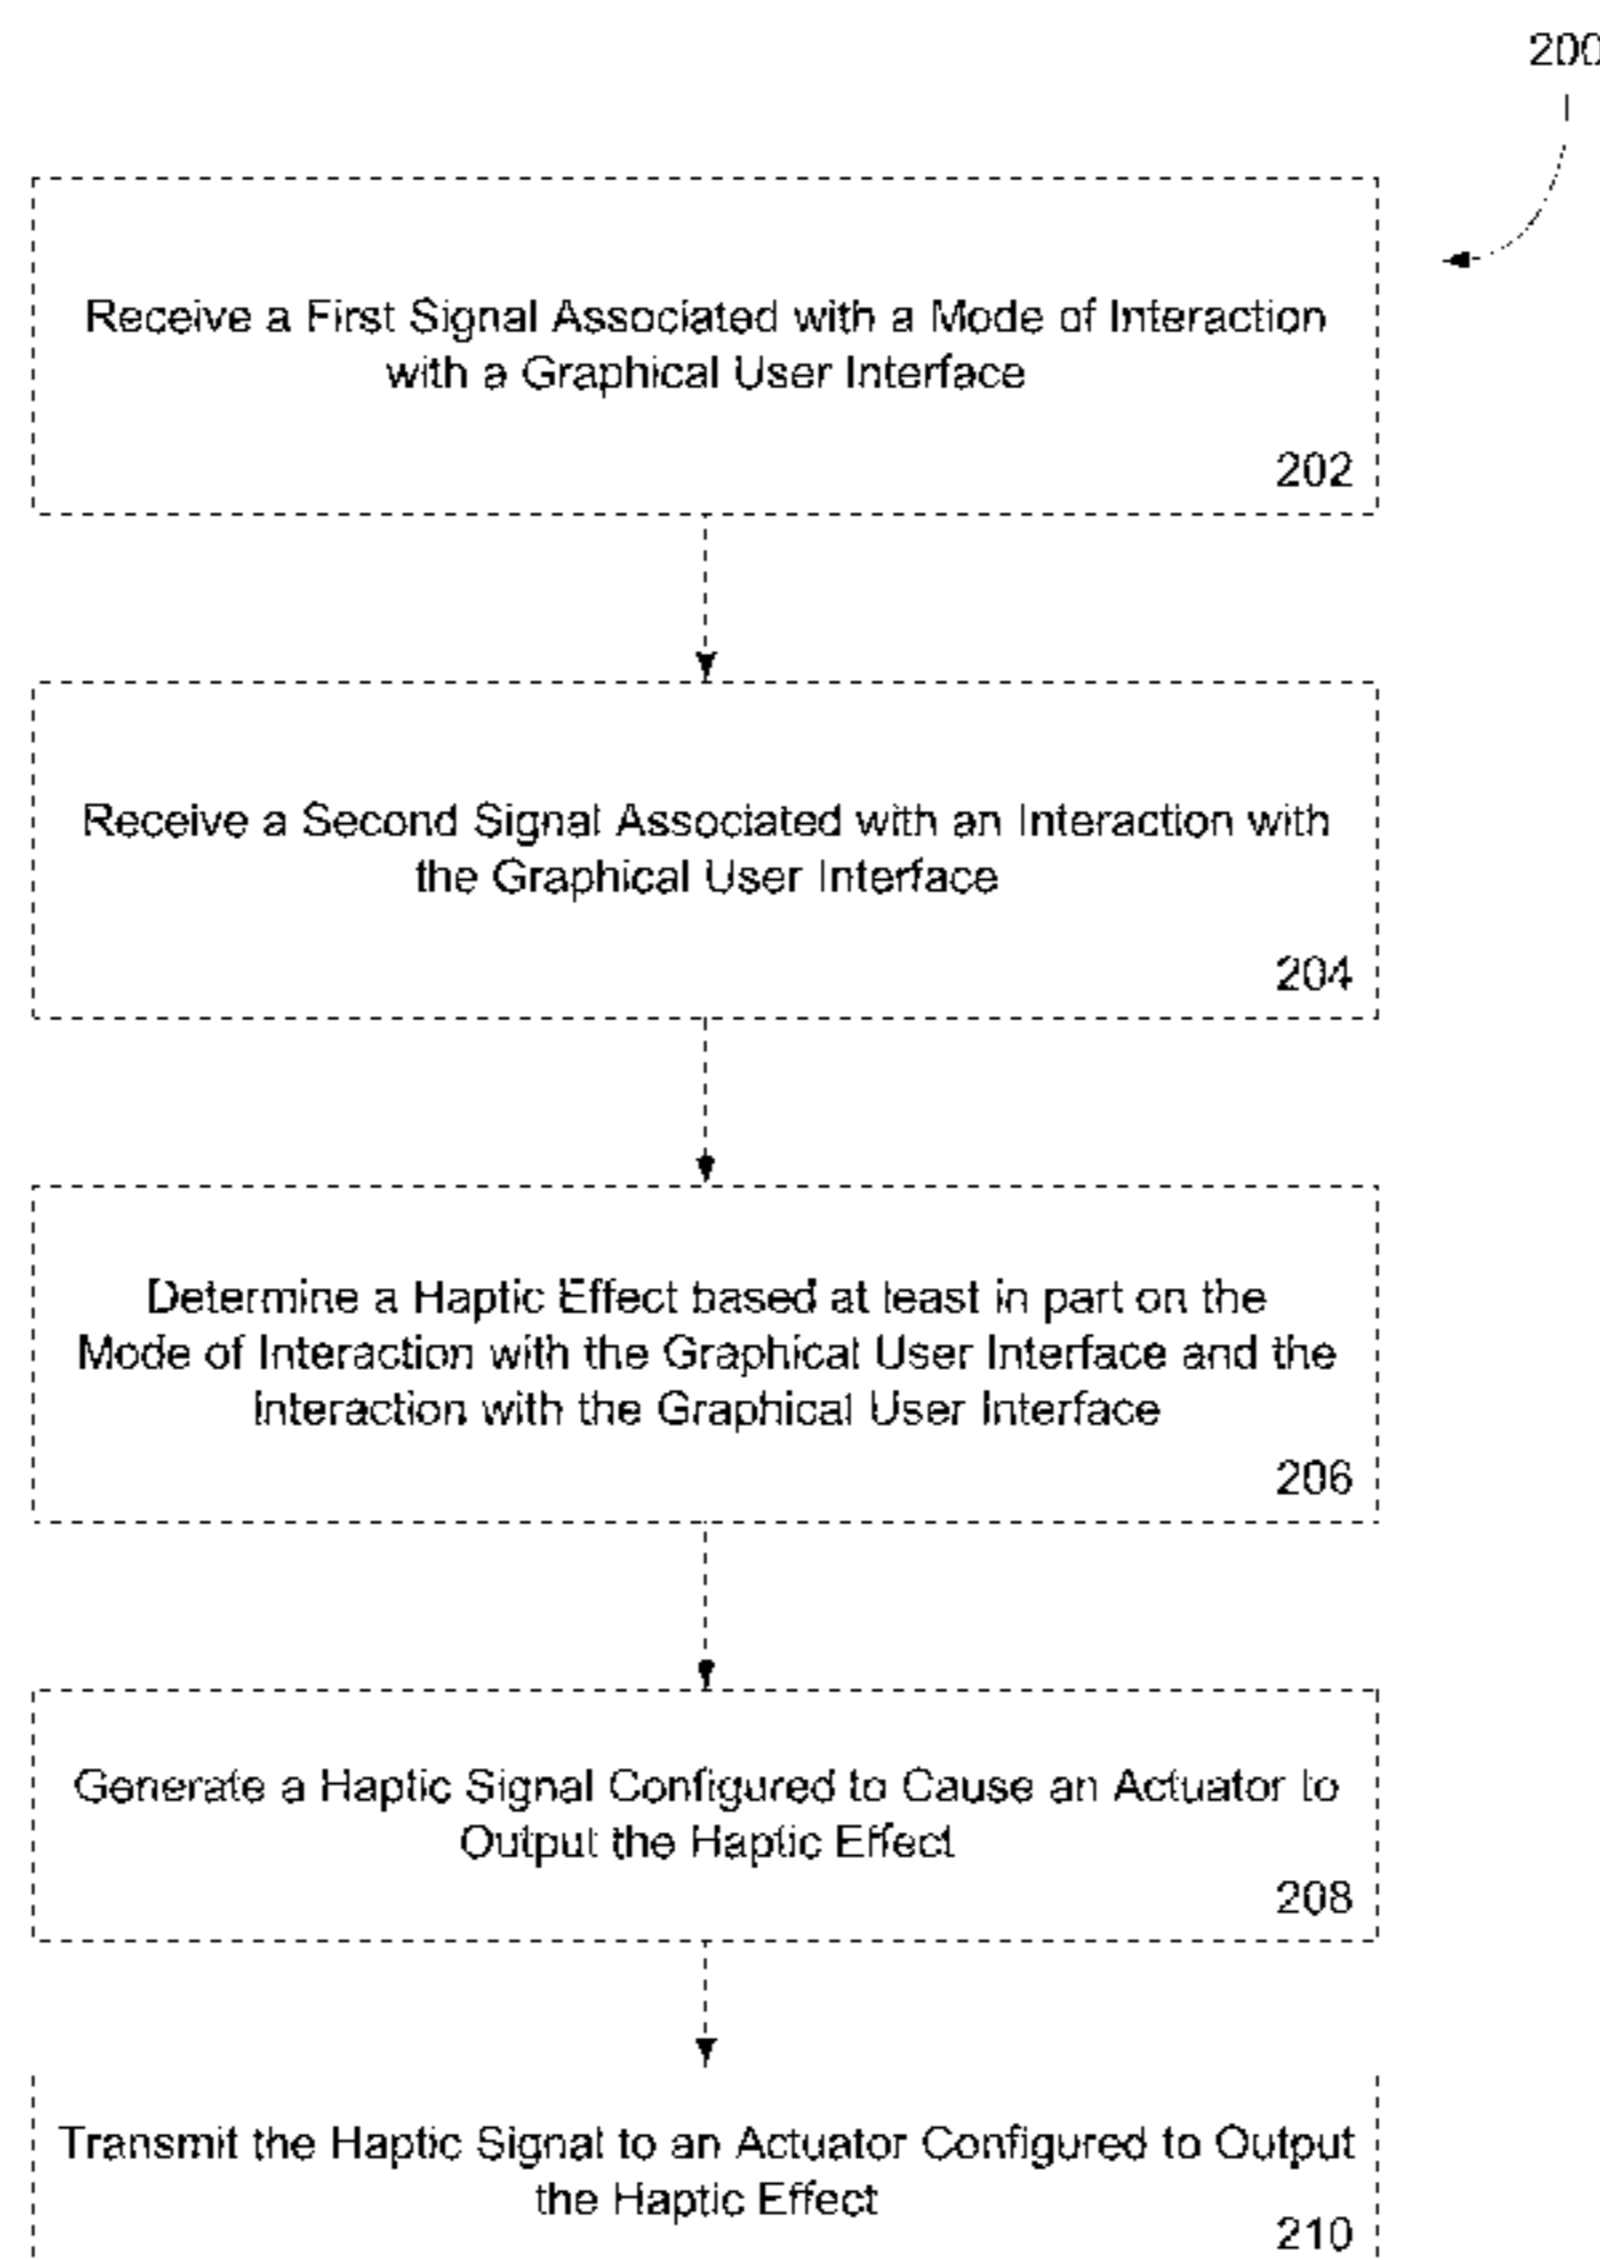 200
Receive a First Signal Associated with a Mode of Interaction
with a Graphical User Interface
202
Receive a Second Signal Associated with an Interaction with
the Graphical User Interface
204
Determine a Haptic Effect based at least in part on the
Mode of Interaction with the Graphical User Interface and the
Interaction with the Graphical User Interface
206
Generate a Haptic Signal Configured to Cause an Actuator to
Output the Haptic Effect
208
Transmit the Haptic Signal to an Actuator Configured to Output
the Haptic Effect
210